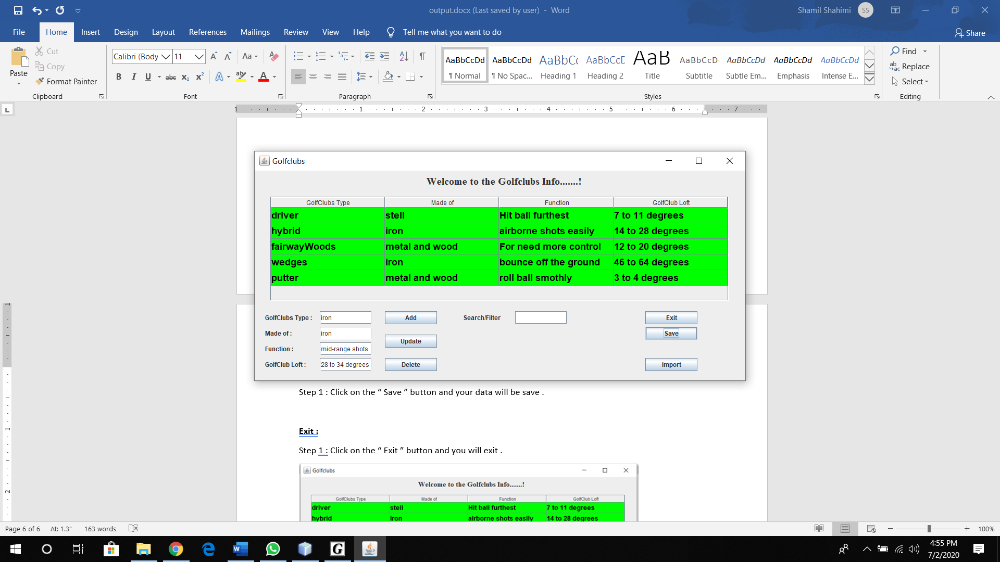 output.docx (Last saved by user) - Word
Shamil Shahimi SS
File Home Insert Design Layout References Mailings Review View Help Tell me what you want to do Share
Paste
Cut
Copy
Format Painter
Clipboard
Calibri (Body 11
Font
Paragraph
AaBbCcDd AaBbCcDd AaBbC AaBbCcE AaB AaBbCcD AaBbCcDd AaBbCcDd AaBbCcDd
¶ Normal ¶ No Spac... Heading 1 Heading 2 Title Subtitle Subtle Em... Emphasis Intense E...
Styles
Find
Replace
Select
Editing
1 1 2 3 4 5 6 7
Golfclubs
Welcome to the Golfclubs Info.......!
GolfClubs Type Made of Function GolfClub Loft
driver stell Hit ball furthest 7 to 11 degrees
hybrid iron airborne shots easily 14 to 28 degrees
fairwayWoods metal and wood For need more control 12 to 20 degrees
wedges iron bounce off the ground 46 to 64 degrees
putter metal and wood roll ball smothly 3 to 4 degrees
GolfClubs Type : iron Add Search/Filter Exit
Made of : iron Save
Update
Function : mid-range shots
GolfClub Loft : 28 to 34 degrees Delete Import
Step 1 : Click on the “ Save ” button and your data will be save .
Exit :
Step 1 : Click on the “ Exit ” button and you will exit .
Golfclubs
Welcome to the Golfclubs Info.......!
GolfClubs Type Made of Function GolfClub Loft
driver stell Hit ball furthest 7 to 11 degrees
hybrid iron airborne shots easily 14 to 28 degrees
Page 6 of 6 At: 1.3" 163 words 100%
4:55 PM
7/2/2020